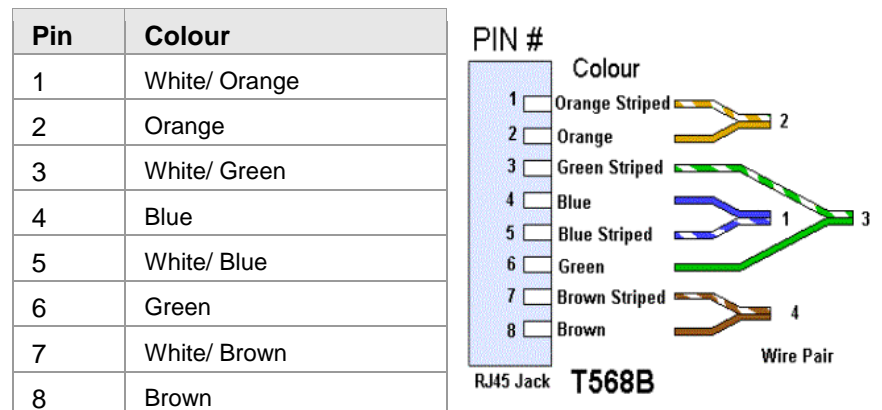 Pin Colour
1 White/ Orange
2 Orange
3 White/ Green
4 Blue
5 White/ Blue
6 Green
7 White/ Brown
8 Brown
PIN #
Colour
1 Orange Striped
2
2 Orange
3 Green Striped
4 Blue
1 3
5 Blue Striped
6 Green
7 Brown Striped
4
8 Brown
Wire Pair
RJ45 Jack T568B